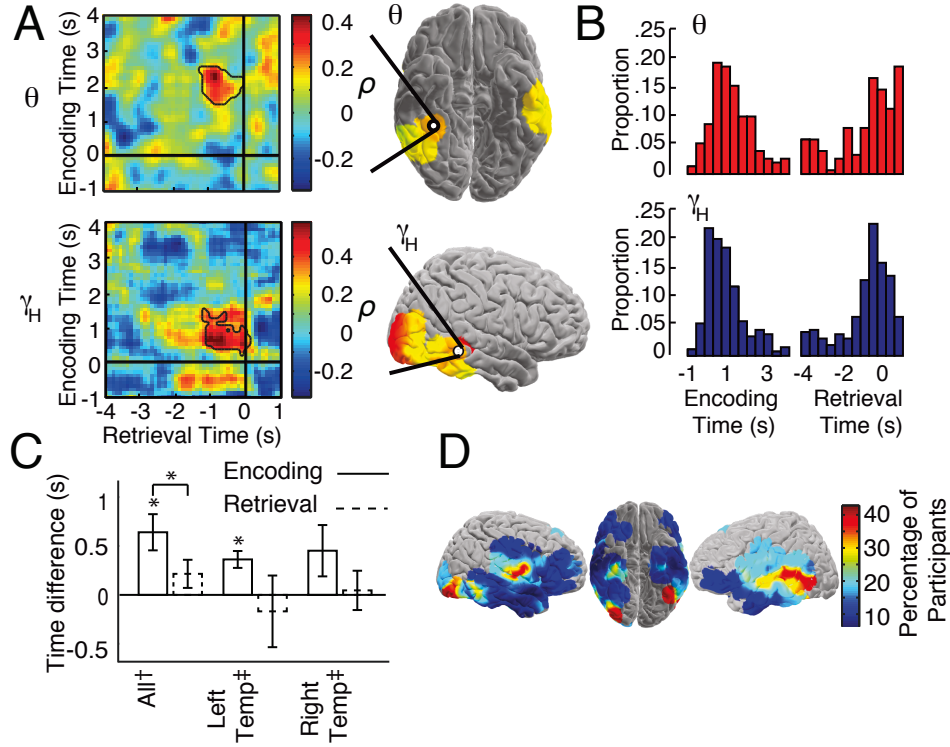 A
θ
Encoding Time (s)
4
3
2
1
0
-1
0.4
0.2
0
-0.2
ρ
θ
γH
Encoding Time (s)
4
3
2
1
0
-1
-4 -3 -2 -1 0 1
Retrieval Time (s)
0.4
0.2
0
-0.2
ρ
γH
B
θ
Proportion
.25
.20
.15
.10
.05
0
γH
Proportion
.25
.20
.15
.10
.05
0
-1 1 3
Encoding
Time (s)
-4 -2 0
Retrieval
Time (s)
C
Time difference (s)
1
0.5
0
-0.5
Encoding
Retrieval
*
*
*
All†
Left
Temp‡
Right
Temp‡
D
40
30
20
10
Percentage of
Participants